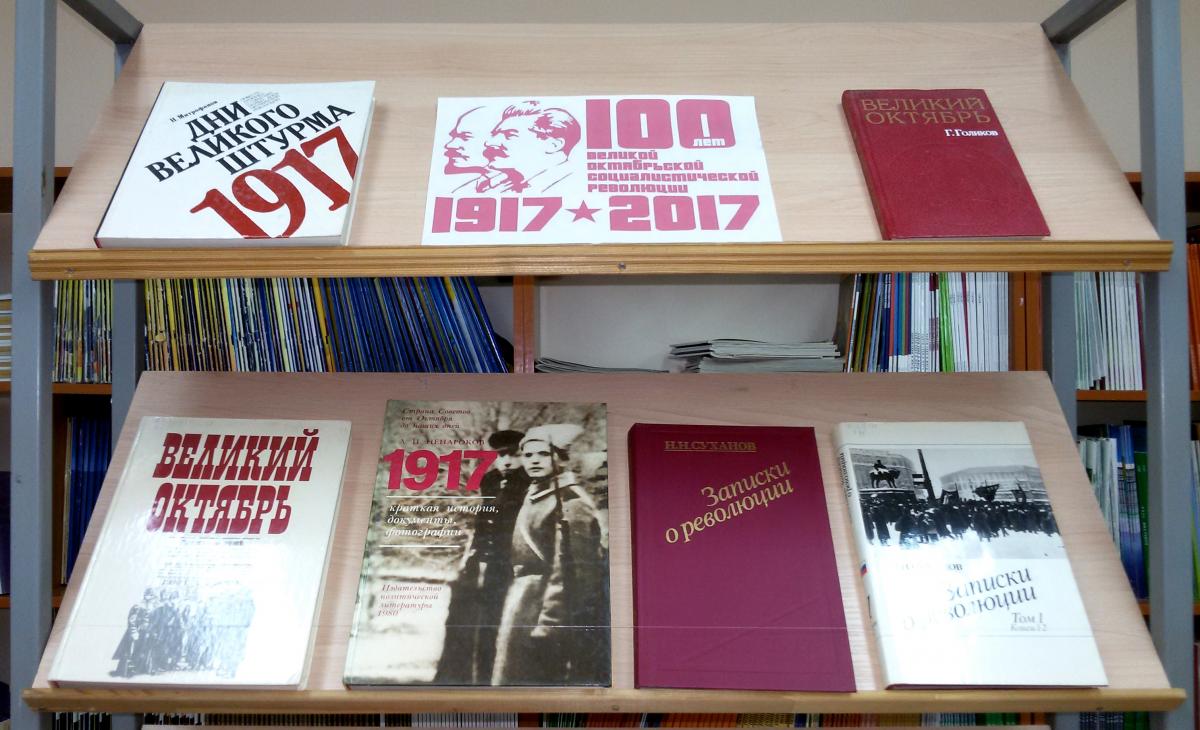 Н. Митрофанов
ДНИ
ВЕЛИКОГО
ШТУРМА
1917
100
лет
ВЕЛИКОЙ
ОКТЯБРЬСКОЙ
СОЦИАЛИСТИЧЕСКОЙ
РЕВОЛЮЦИИ
1917★2017
ВЕЛИКИЙ
ОКТЯБРЬ
Г. Голиков
ВЕЛИКИЙ
ОКТЯБРЬ
Страна Советов
от Октября
до наших дней
А. П. НЕНАРОКОВ
1917
краткая история,
документы,
фотографии
Издательство
политической
литературы
Н.Н.СУХАНОВ
Записки
о революции
Записки
о революции
Том 1